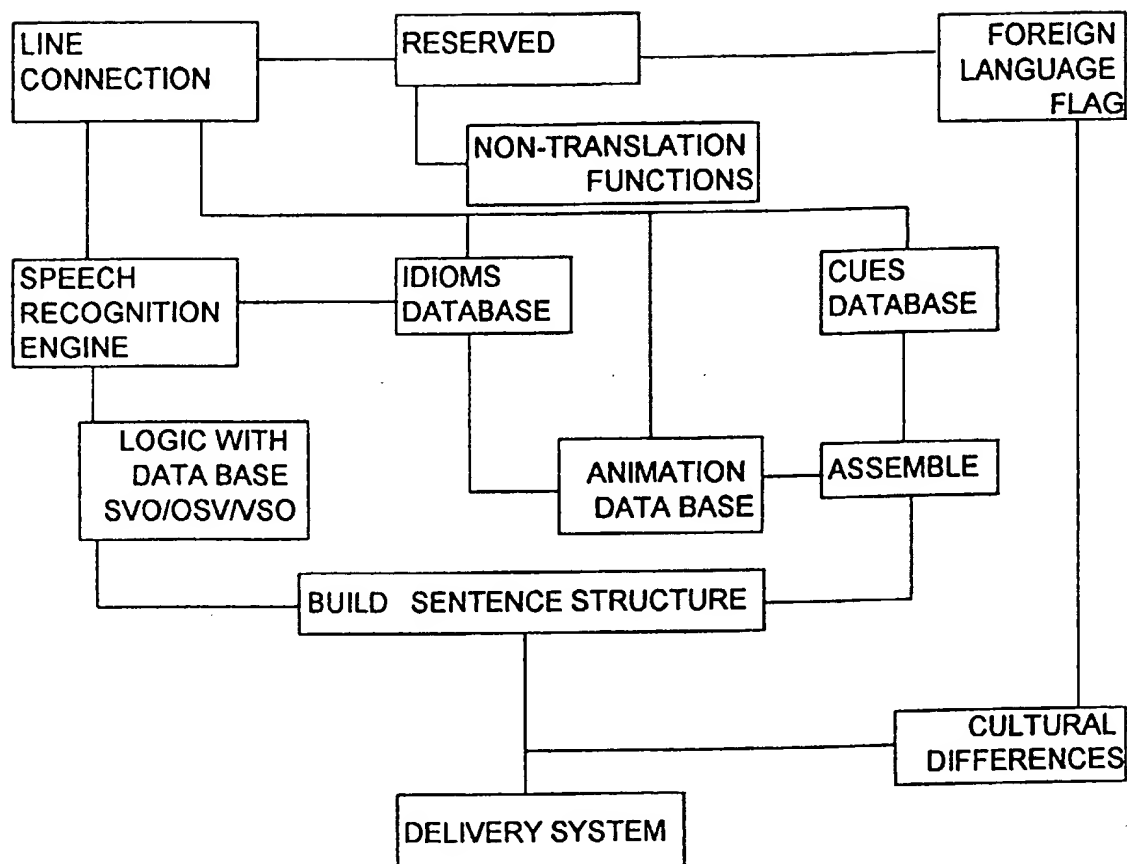 LINE
CONNECTION
RESERVED
FOREIGN
LANGUAGE
FLAG
NON-TRANSLATION
FUNCTIONS
SPEECH
RECOGNITION
ENGINE
IDIOMS
DATABASE
CUES
DATABASE
LOGIC WITH
DATA BASE
SVO/OSV/VSO
ANIMATION
DATA BASE
ASSEMBLE
BUILD SENTENCE STRUCTURE
CULTURAL
DIFFERENCES
DELIVERY SYSTEM